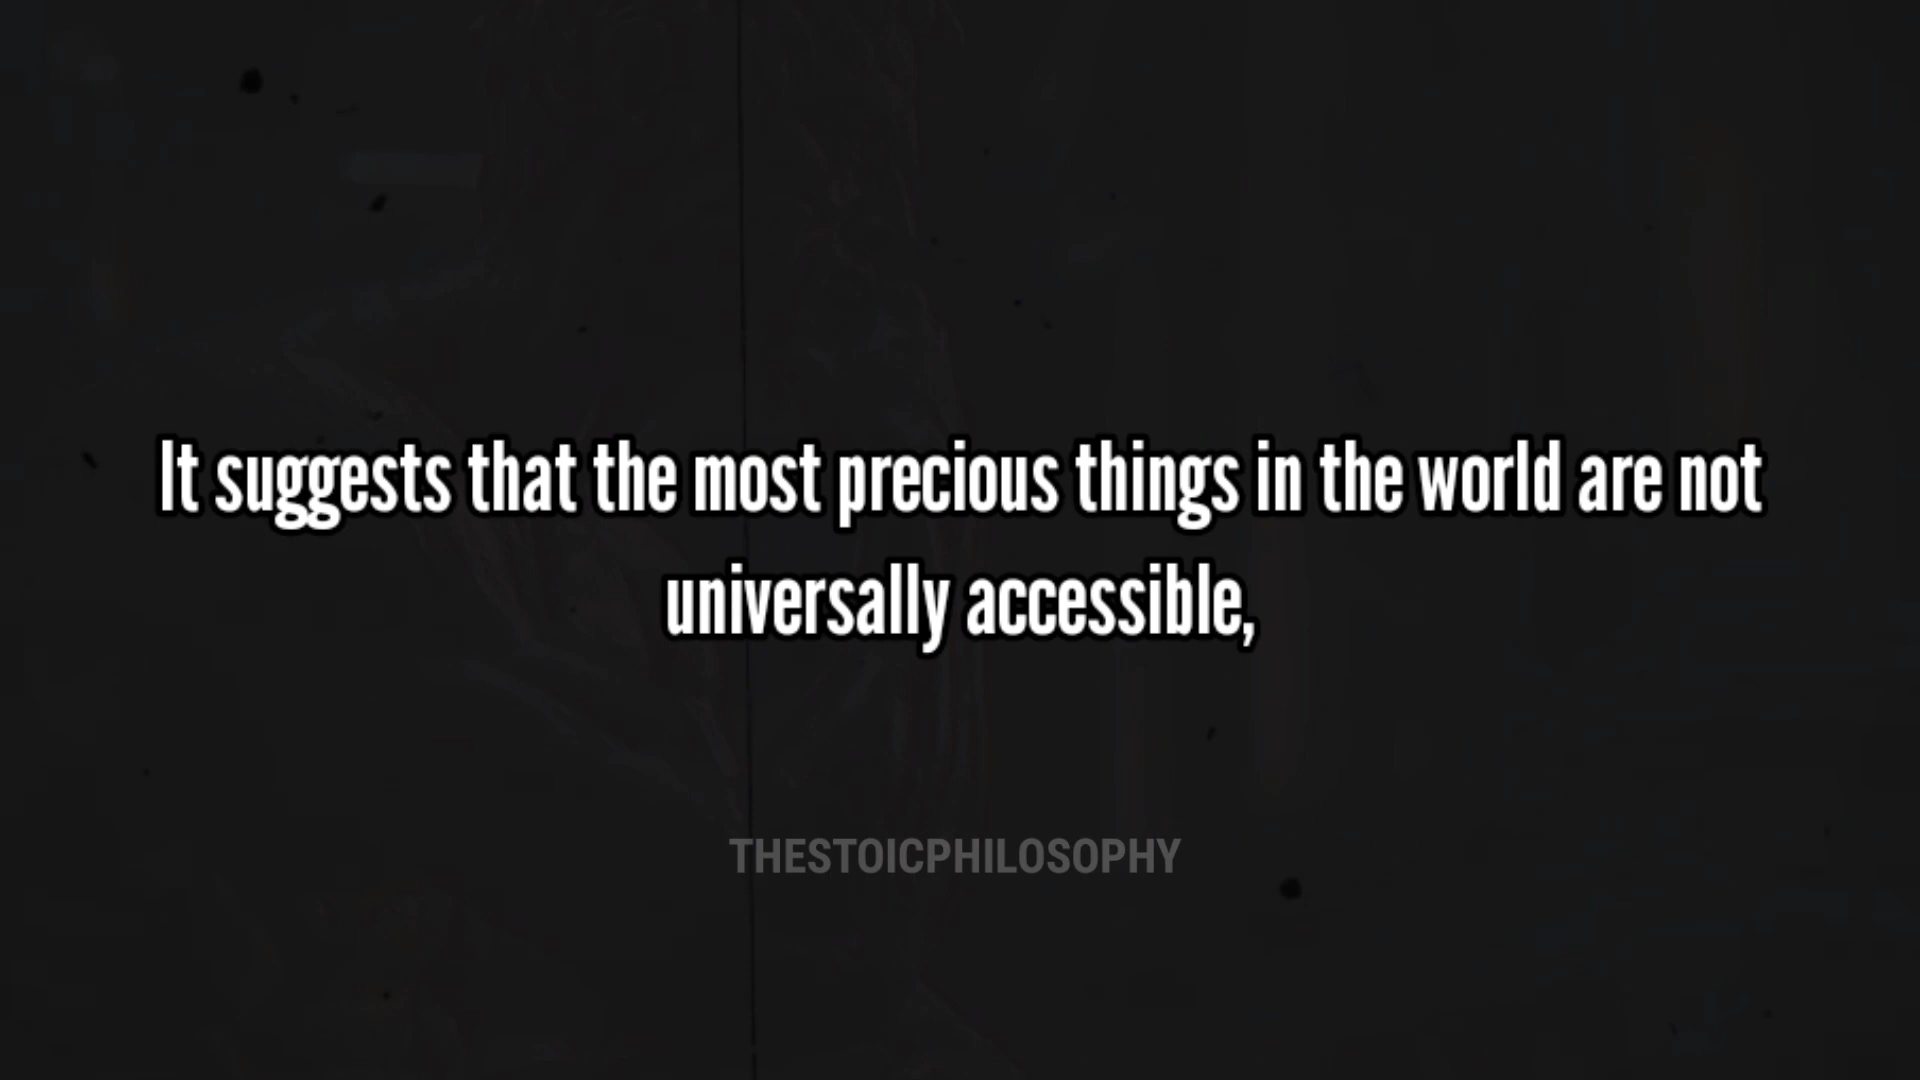 It suggests that the most precious things in the world are not
universally accessible,
THESTOICPHILOSOPHY